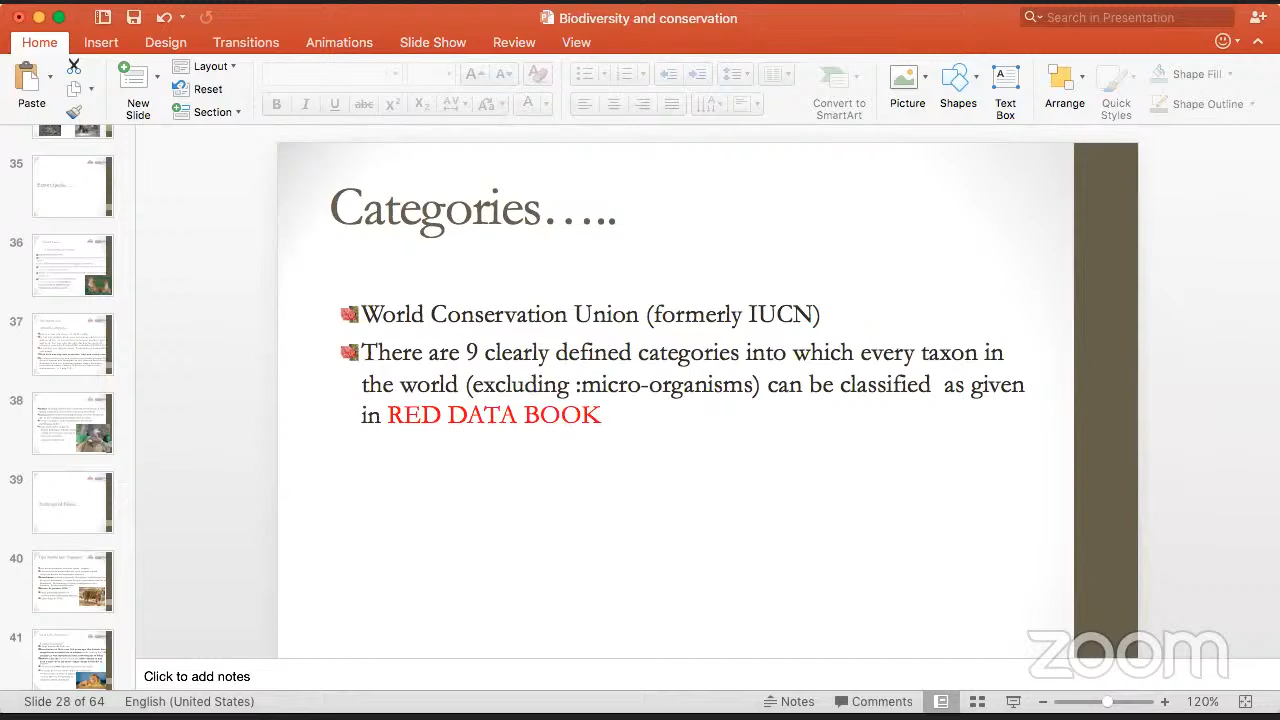 Biodiversity and conservation
Search in Presentation
Home Insert Design Transitions Animations Slide Show Review View
Paste
New Slide
Layout
Reset
Section
Convert to SmartArt
Picture
Shapes
Text Box
Arrange
Quick Styles
Shape Fill
Shape Outline
35
36
37
38
39
40
41
Categories…..
World Conservation Union (formerly IUCN)
There are 9 clearly defined categories into which every taxon in
the world (excluding :micro-organisms) can be classified as given
in RED DATA BOOK
zoom
Click to add notes
Slide 28 of 64 English (United States) Notes Comments 120%